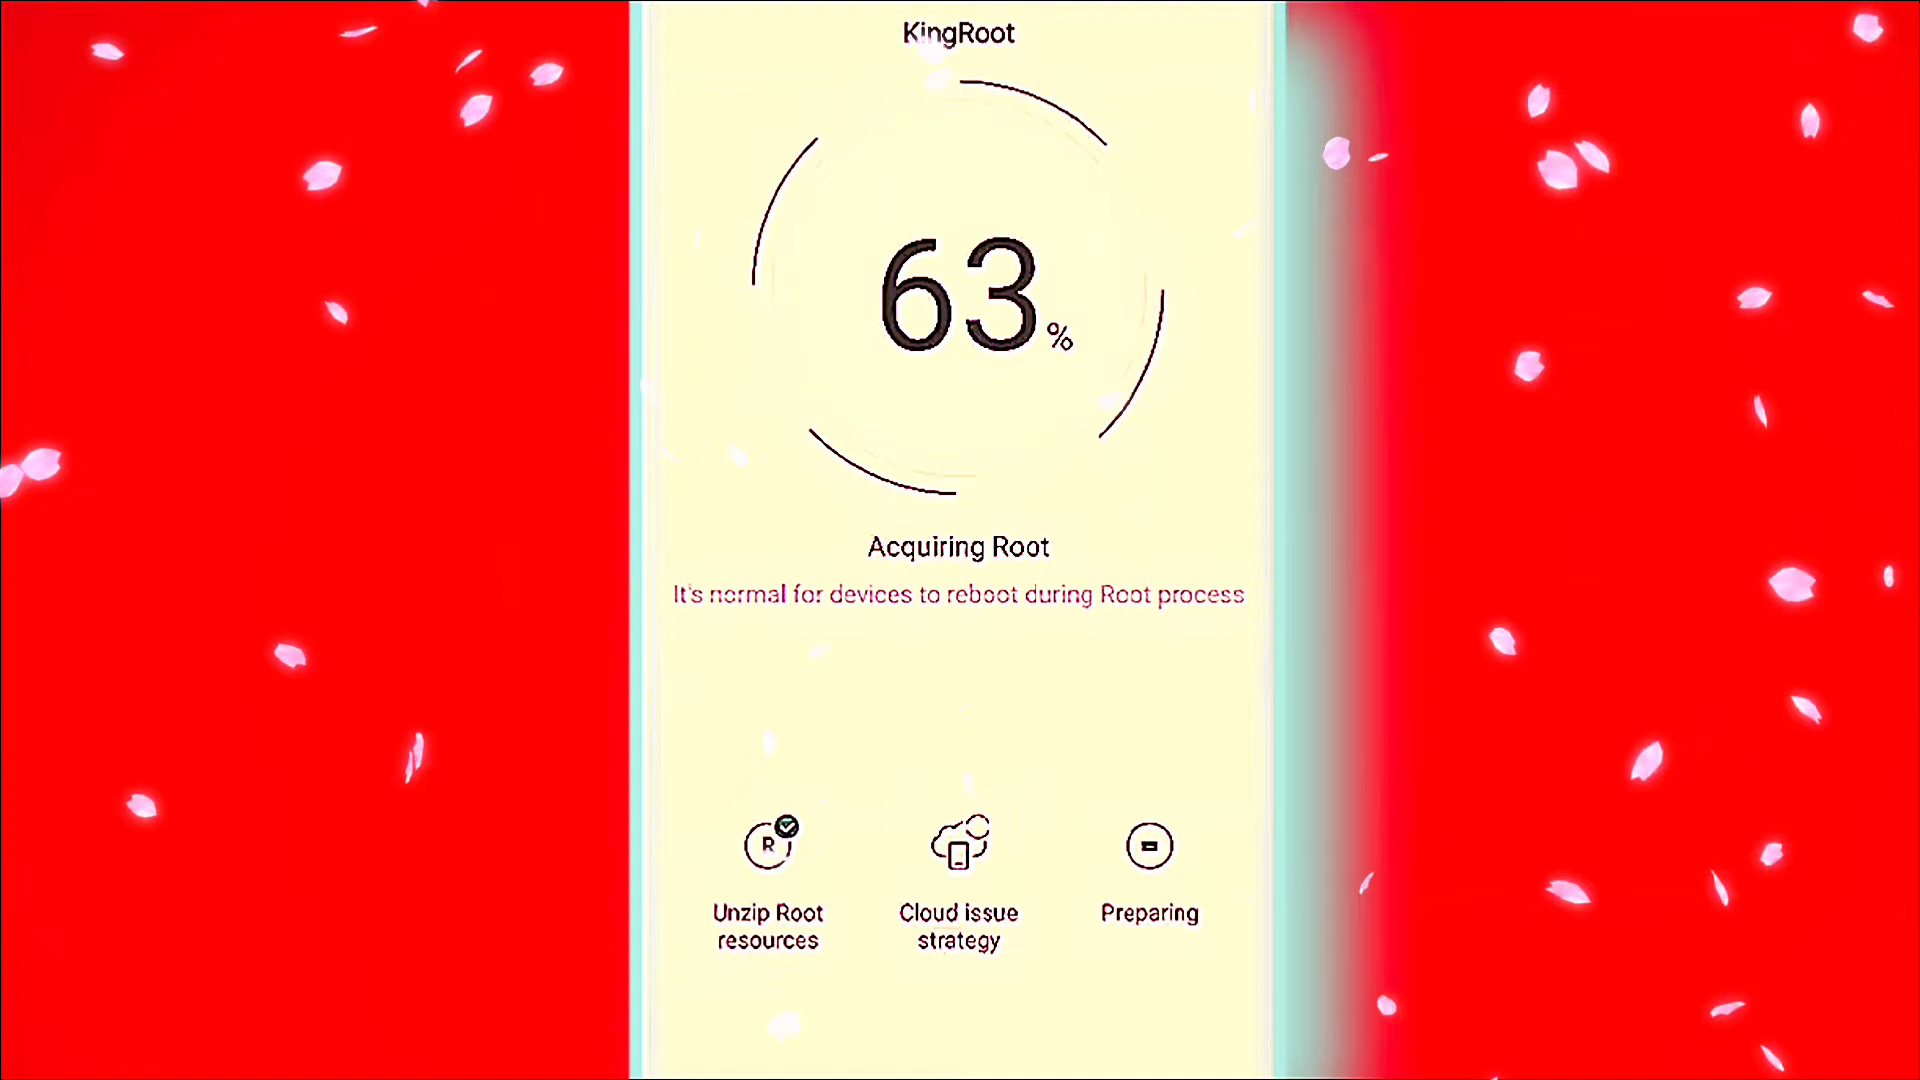 KingRoot
63%
Acquiring Root
It's normal for devices to reboot during Root process
R
Unzip Root
resources
Cloud issue
strategy
Preparing